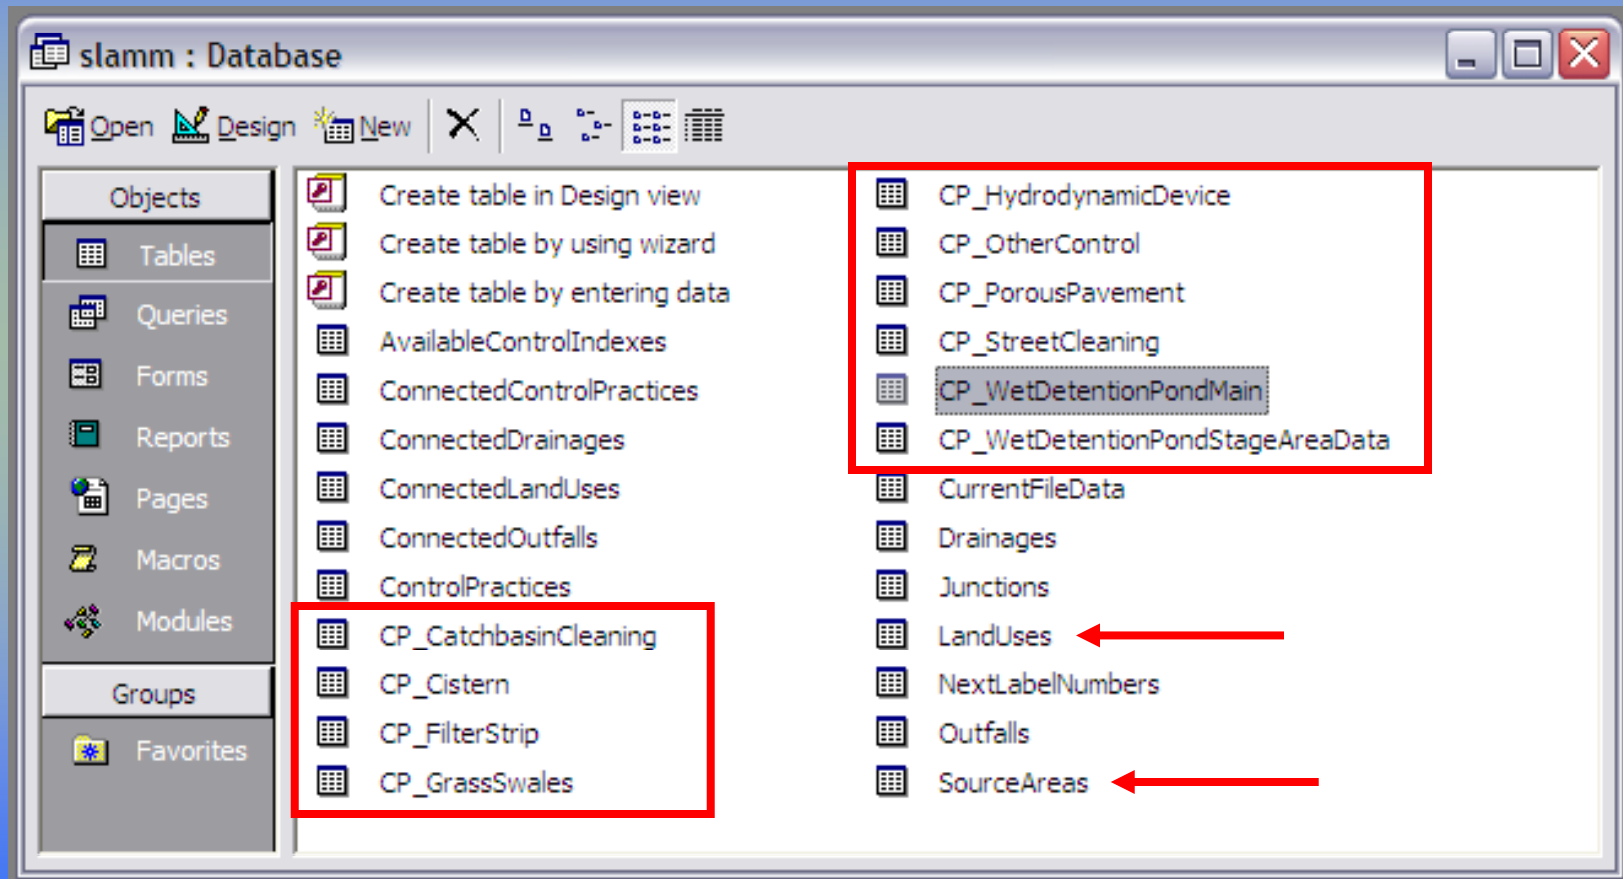 slamm : Database
Open Design New
Objects
Tables
Queries
Forms
Reports
Pages
Macros
Modules
Groups
Favorites
Create table in Design view
Create table by using wizard
Create table by entering data
AvailableControlIndexes
ConnectedControlPractices
ConnectedDrainages
ConnectedLandUses
ConnectedOutfalls
ControlPractices
CP_CatchbasinCleaning
CP_Cistern
CP_FilterStrip
CP_GrassSwales
CP_HydrodynamicDevice
CP_OtherControl
CP_PorousPavement
CP_StreetCleaning
CP_WetDetentionPondMain
CP_WetDetentionPondStageAreaData
CurrentFileData
Drainages
Junctions
LandUses
NextLabelNumbers
Outfalls
SourceAreas